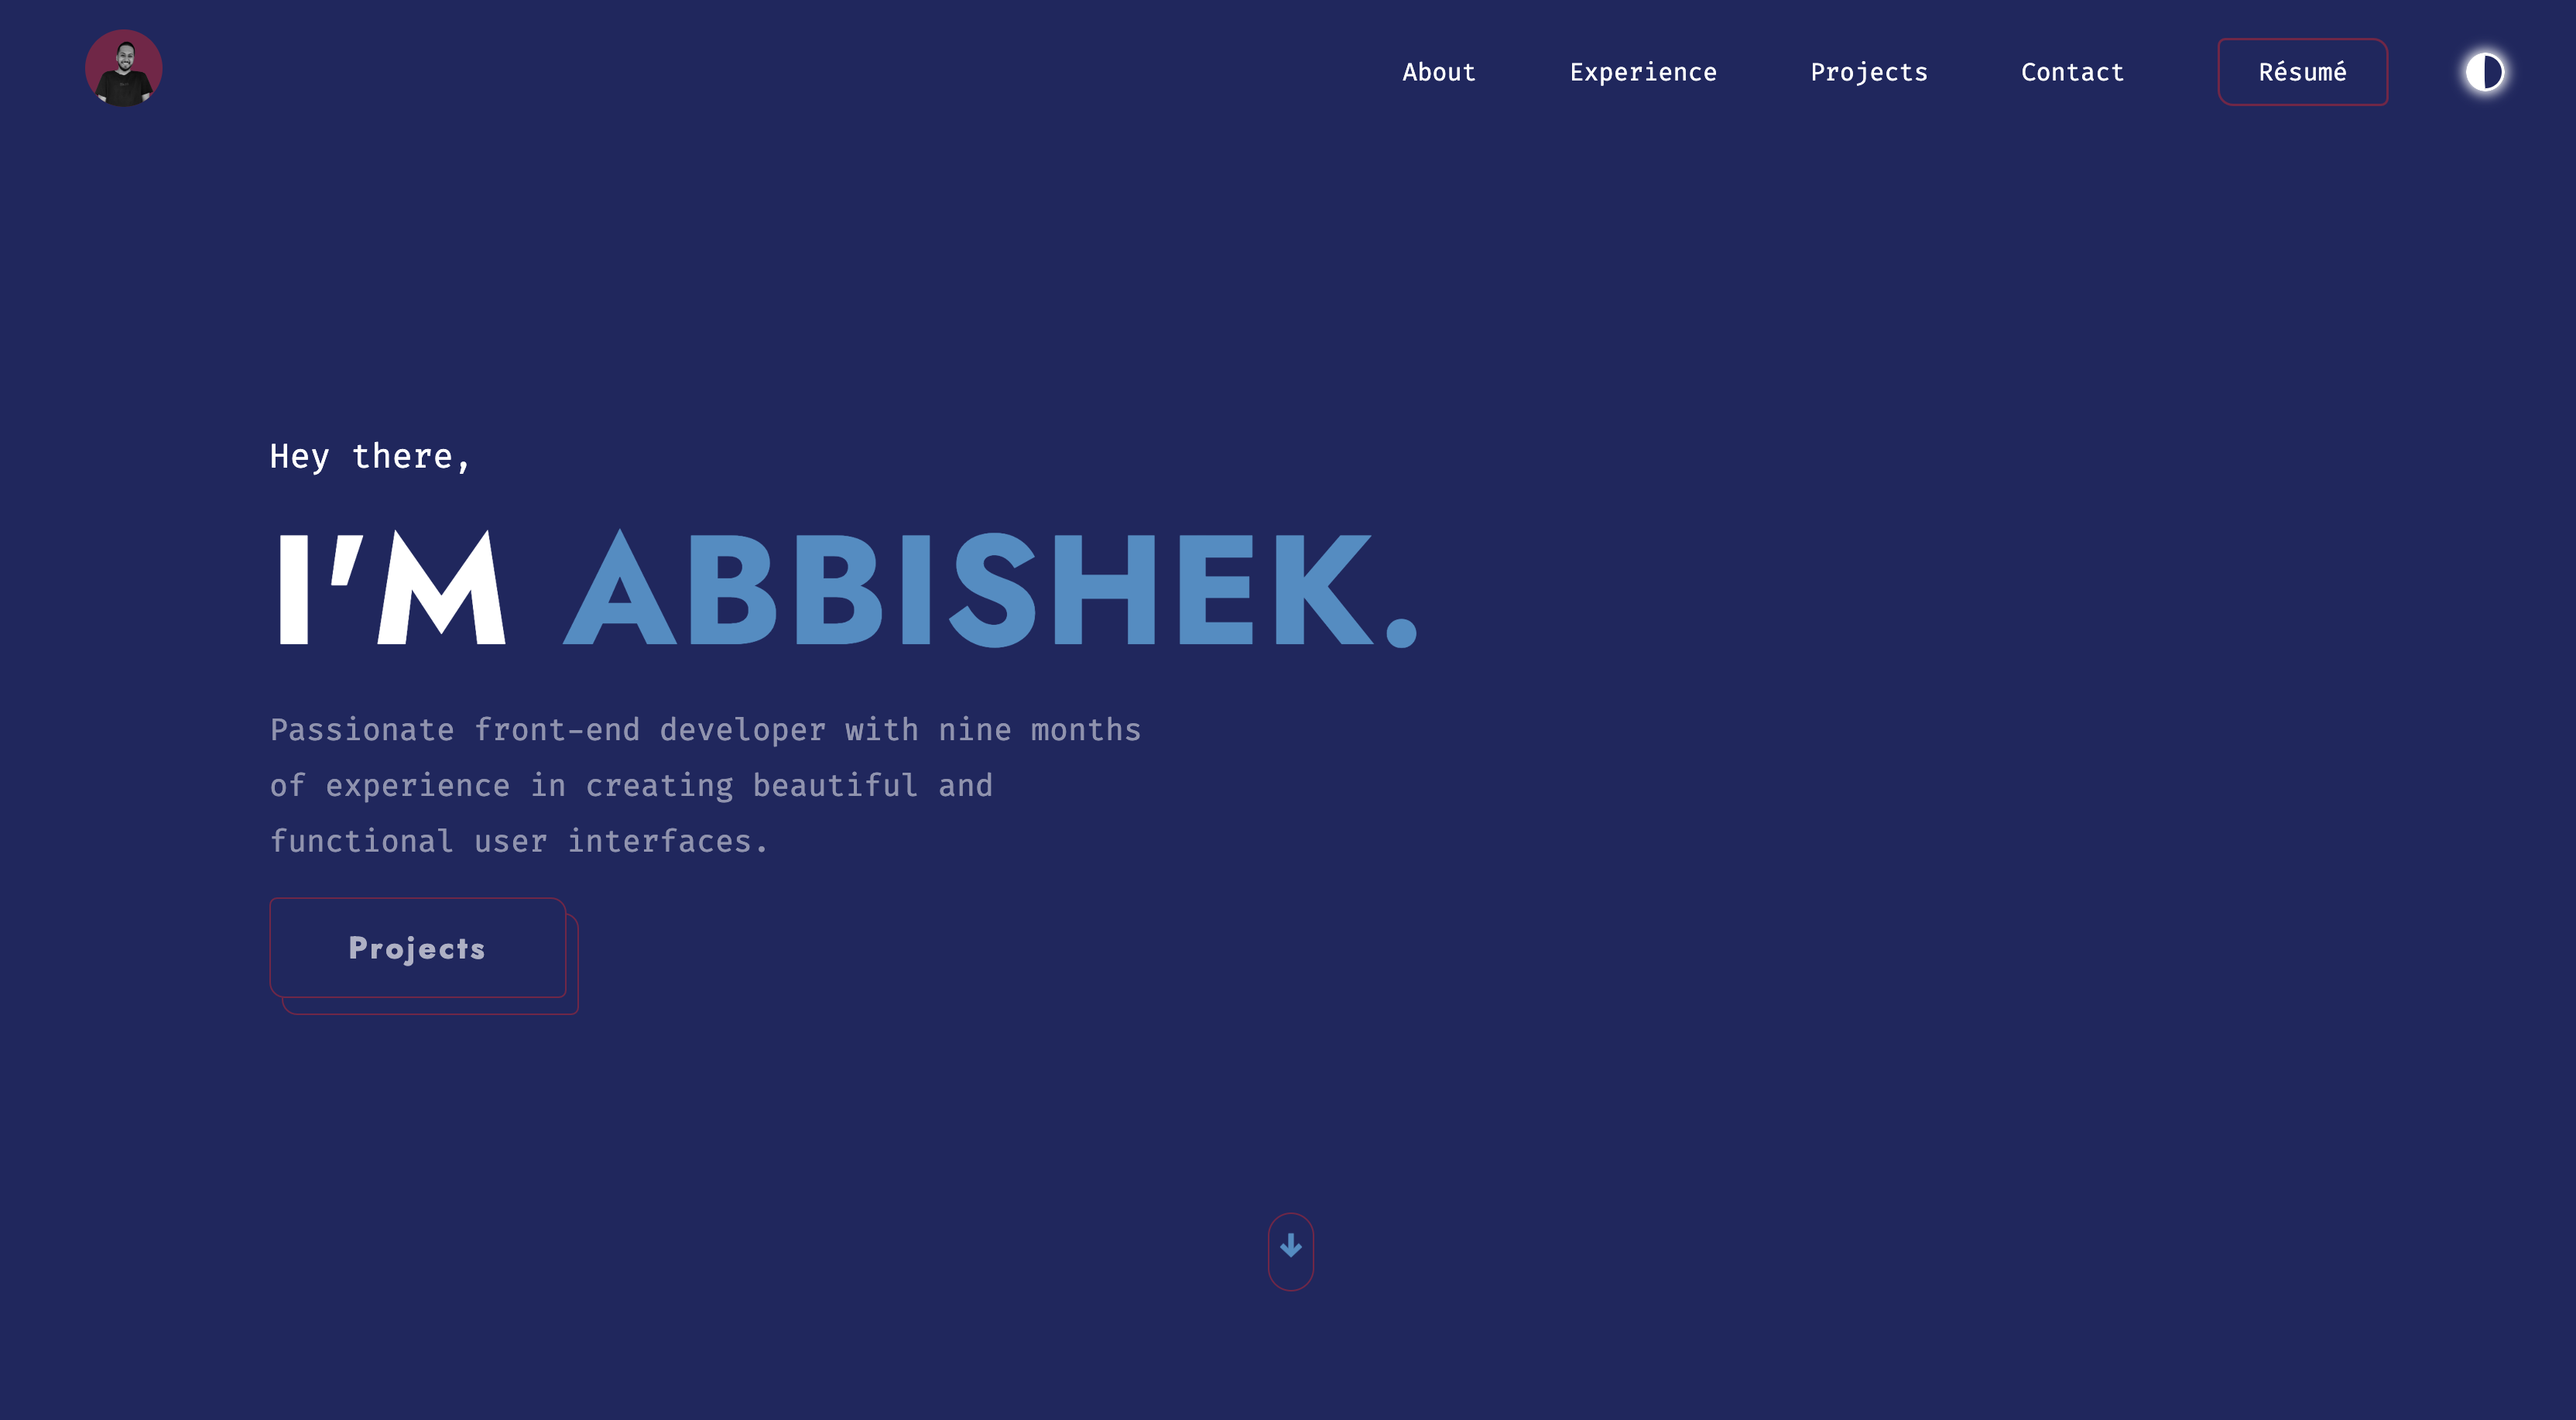 About
Experience
Projects
Contact
Résumé
Hey there,
I'M ABBISHEK.
Passionate front-end developer with nine months
of experience in creating beautiful and
functional user interfaces.
Projects